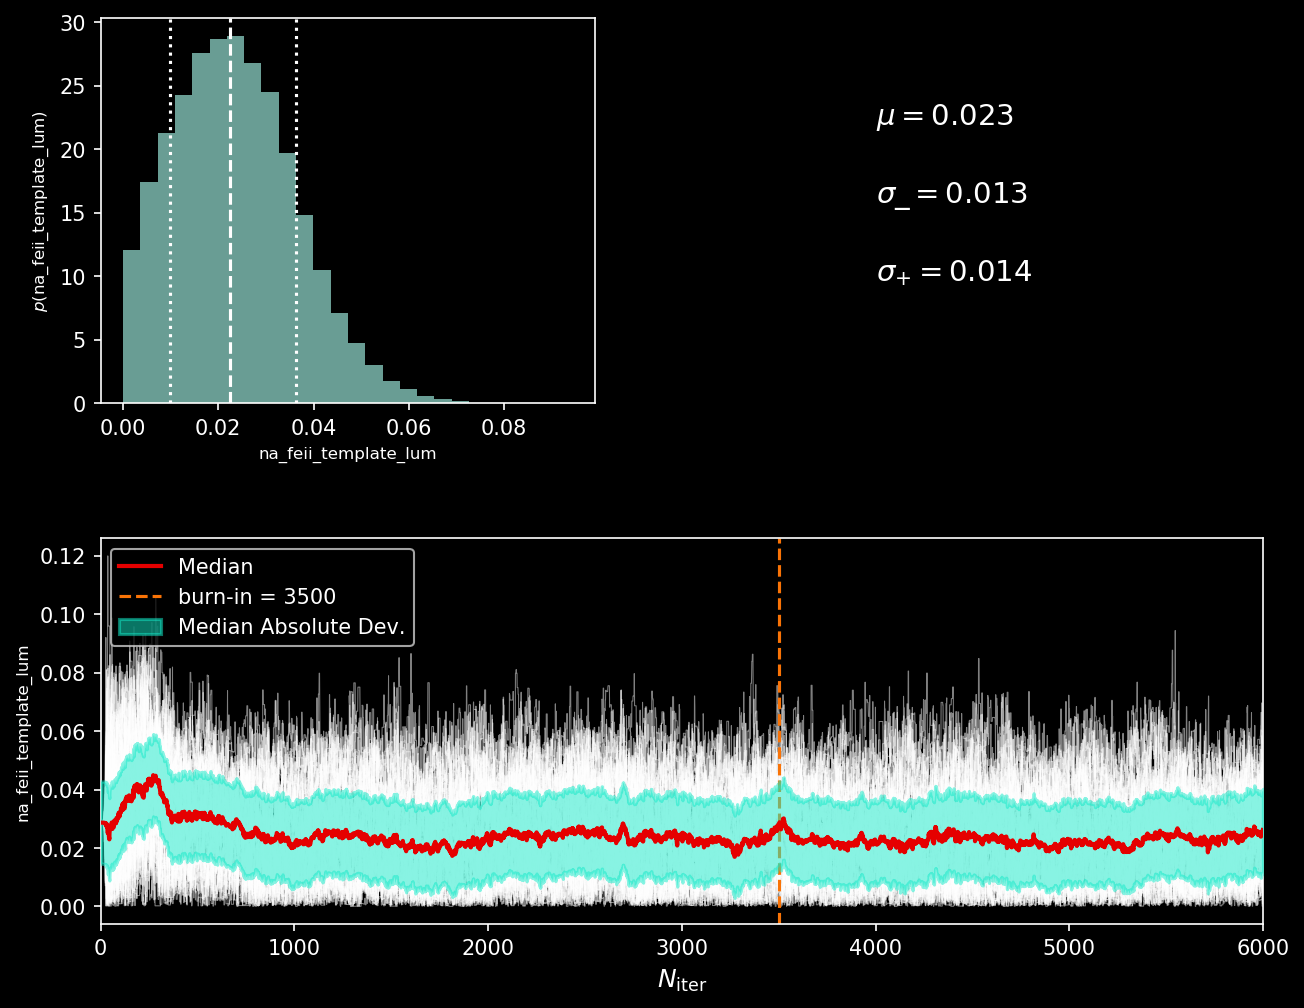 30
25
20
15
10
5
0
p(na_feii_template_lum)
0.00 0.02 0.04 0.06 0.08
na_feii_template_lum
μ = 0.023
σ_− = 0.013
σ_+ = 0.014
0.12
0.10
0.08
0.06
0.04
0.02
0.00
na_feii_template_lum
Median
burn-in = 3500
Median Absolute Dev.
0 1000 2000 3000 4000 5000 6000
N_iter